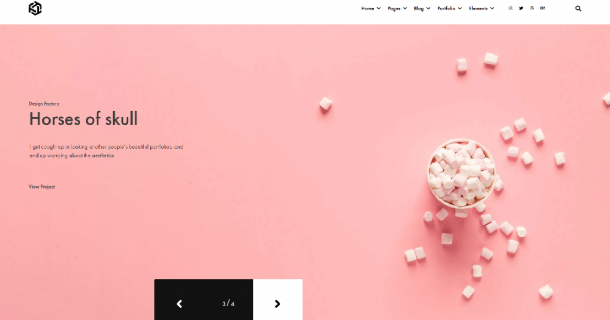 Home Pages Blog Portfolio Elements
Design Factory
Horses of skull
I got caught up in looking at other people's beautiful portfolios, and
end up worrying about the aesthetics
View Project
3 / 4